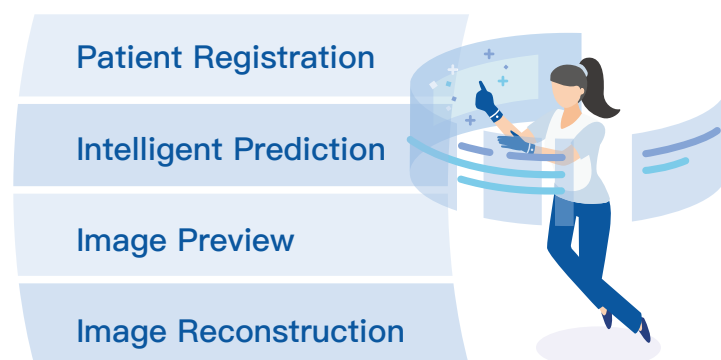 Patient Registration
Intelligent Prediction
Image Preview
Image Reconstruction